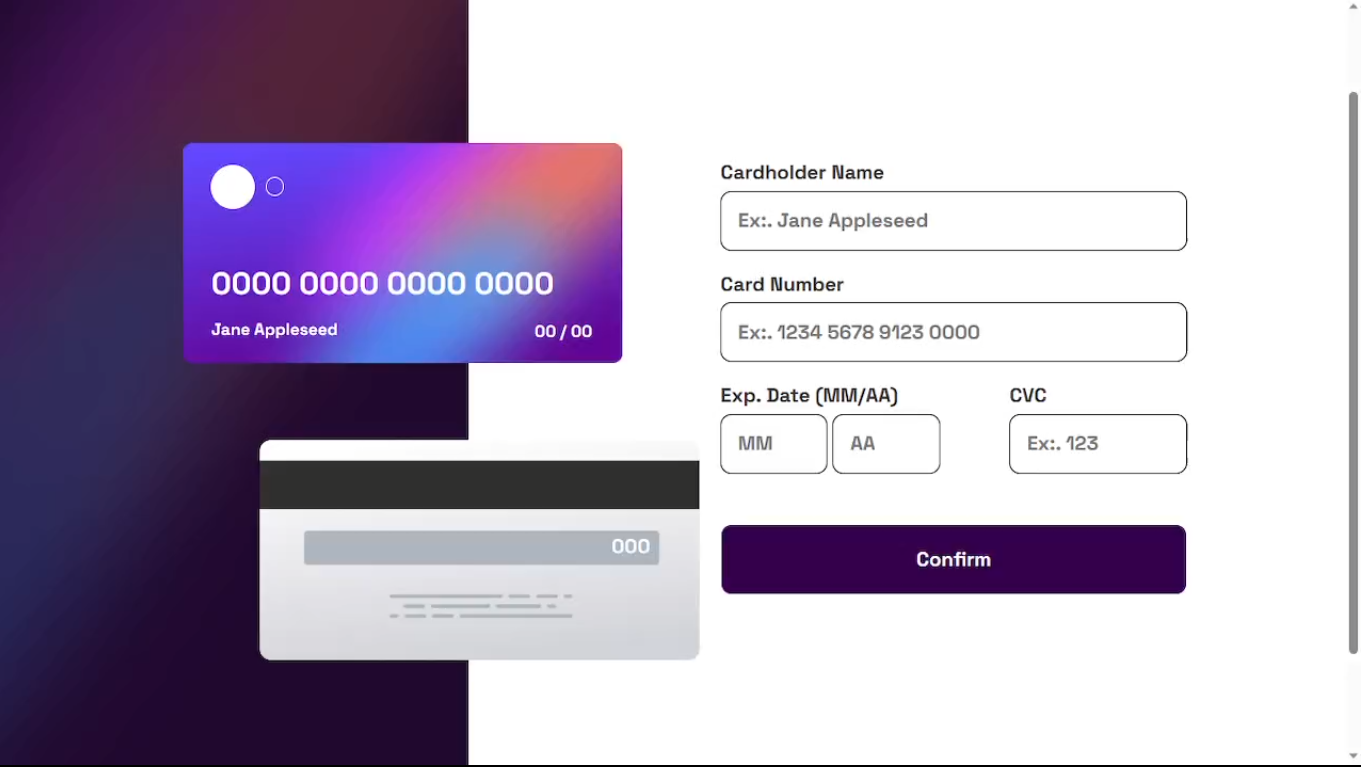 0000 0000 0000 0000
Jane Appleseed
00 / 00
000
Cardholder Name
Ex:. Jane Appleseed
Card Number
Ex:. 1234 5678 9123 0000
Exp. Date (MM/AA)
CVC
MM
AA
Ex:. 123
Confirm